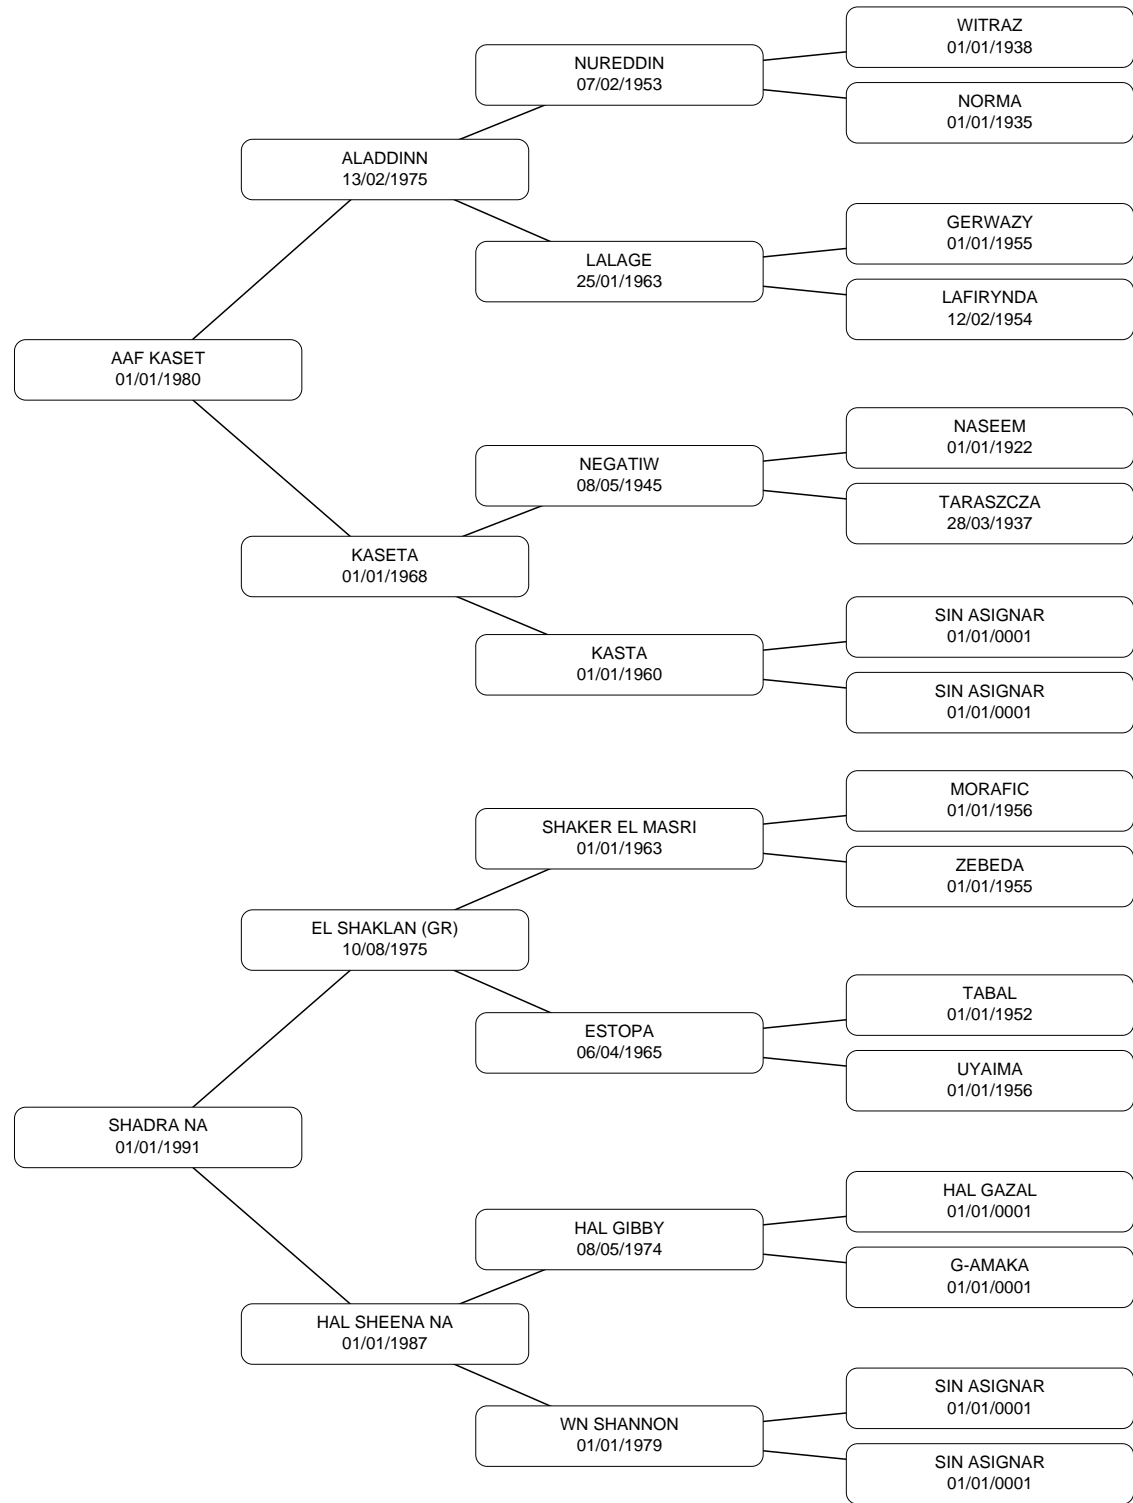 WITRAZ
01/01/1938
NUREDDIN
07/02/1953
NORMA
01/01/1935
ALADDINN
13/02/1975
GERWAZY
01/01/1955
LALAGE
25/01/1963
LAFIRYNDA
12/02/1954
AAF KASET
01/01/1980
NASEEM
01/01/1922
NEGATIW
08/05/1945
TARASZCZA
28/03/1937
KASETA
01/01/1968
SIN ASIGNAR
01/01/0001
KASTA
01/01/1960
SIN ASIGNAR
01/01/0001
MORAFIC
01/01/1956
SHAKER EL MASRI
01/01/1963
ZEBEDA
01/01/1955
EL SHAKLAN (GR)
10/08/1975
TABAL
01/01/1952
ESTOPA
06/04/1965
UYAIMA
01/01/1956
SHADRA NA
01/01/1991
HAL GAZAL
01/01/0001
HAL GIBBY
08/05/1974
G-AMAKA
01/01/0001
HAL SHEENA NA
01/01/1987
SIN ASIGNAR
01/01/0001
WN SHANNON
01/01/1979
SIN ASIGNAR
01/01/0001